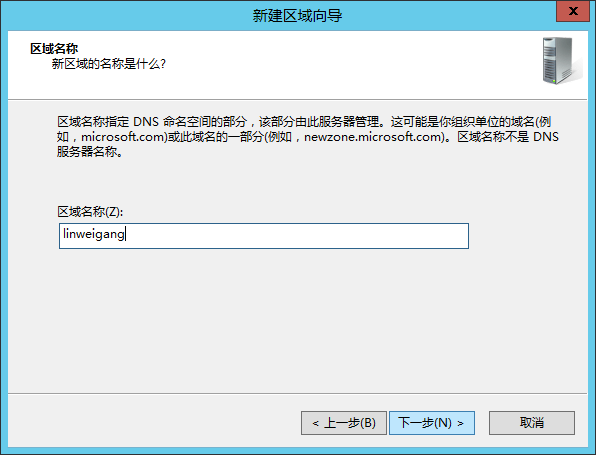 新建区域向导
x
区域名称
新区域的名称是什么?
区域名称指定 DNS 命名空间的部分，该部分由此服务器管理。这可能是你组织单位的域名(例
如，microsoft.com)或此域名的一部分(例如，newzone.microsoft.com)。区域名称不是 DNS
服务器名称。
区域名称(Z):
linweigang
< 上一步(B) 下一步(N) > 取消